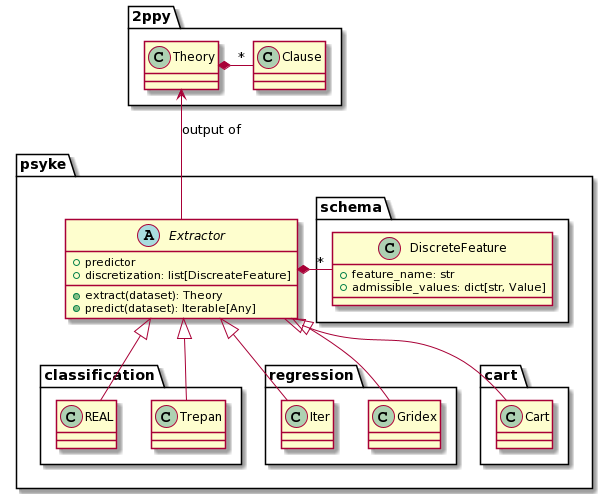 2ppy
C Theory
*
C Clause
output of
psyke
A Extractor
predictor
discretization: list[DiscreateFeature]
extract(dataset): Theory
predict(dataset): Iterable[Any]
*
schema
C DiscreteFeature
feature_name: str
admissible_values: dict[str, Value]
classification
C REAL
C Trepan
regression
C Iter
C Gridex
cart
C Cart